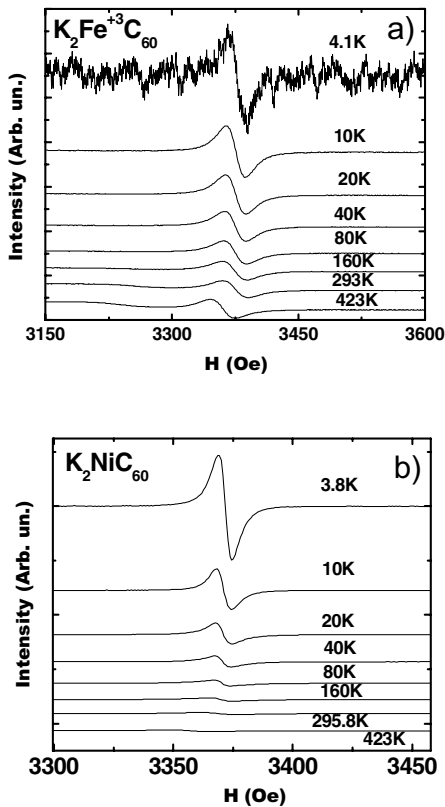 K₂Fe⁺³C₆₀
a)
4.1K
10K
20K
40K
80K
160K
293K
423K
Intensity (Arb. un.)
3150 3300 3450 3600
H (Oe)
K₂NiC₆₀
b)
3.8K
10K
20K
40K
80K
160K
295.8K
423K
Intensity (Arb. un.)
3300 3350 3400 3450
H (Oe)